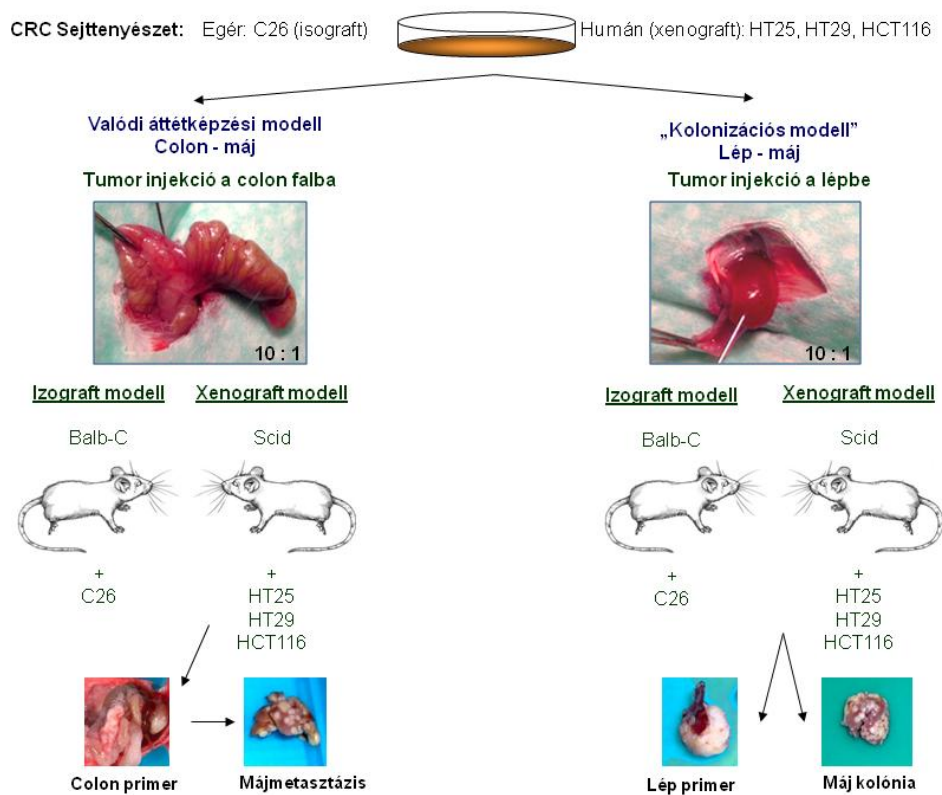 CRC Sejttenyészet: Egér: C26 (isograft) Humán (xenograft): HT25, HT29, HCT116
Valódi áttétképzési modell
Colon - máj
Tumor injekció a colon falba
10 : 1
Izograft modell Xenograft modell
Balb-C Scid
+ +
C26 HT25
HT29
HCT116
Colon primer Májmetasztázis
„Kolonizációs modell”
Lép - máj
Tumor injekció a lépbe
10 : 1
Izograft modell Xenograft modell
Balb-C Scid
+ +
C26 HT25
HT29
HCT116
Lép primer Máj kolónia